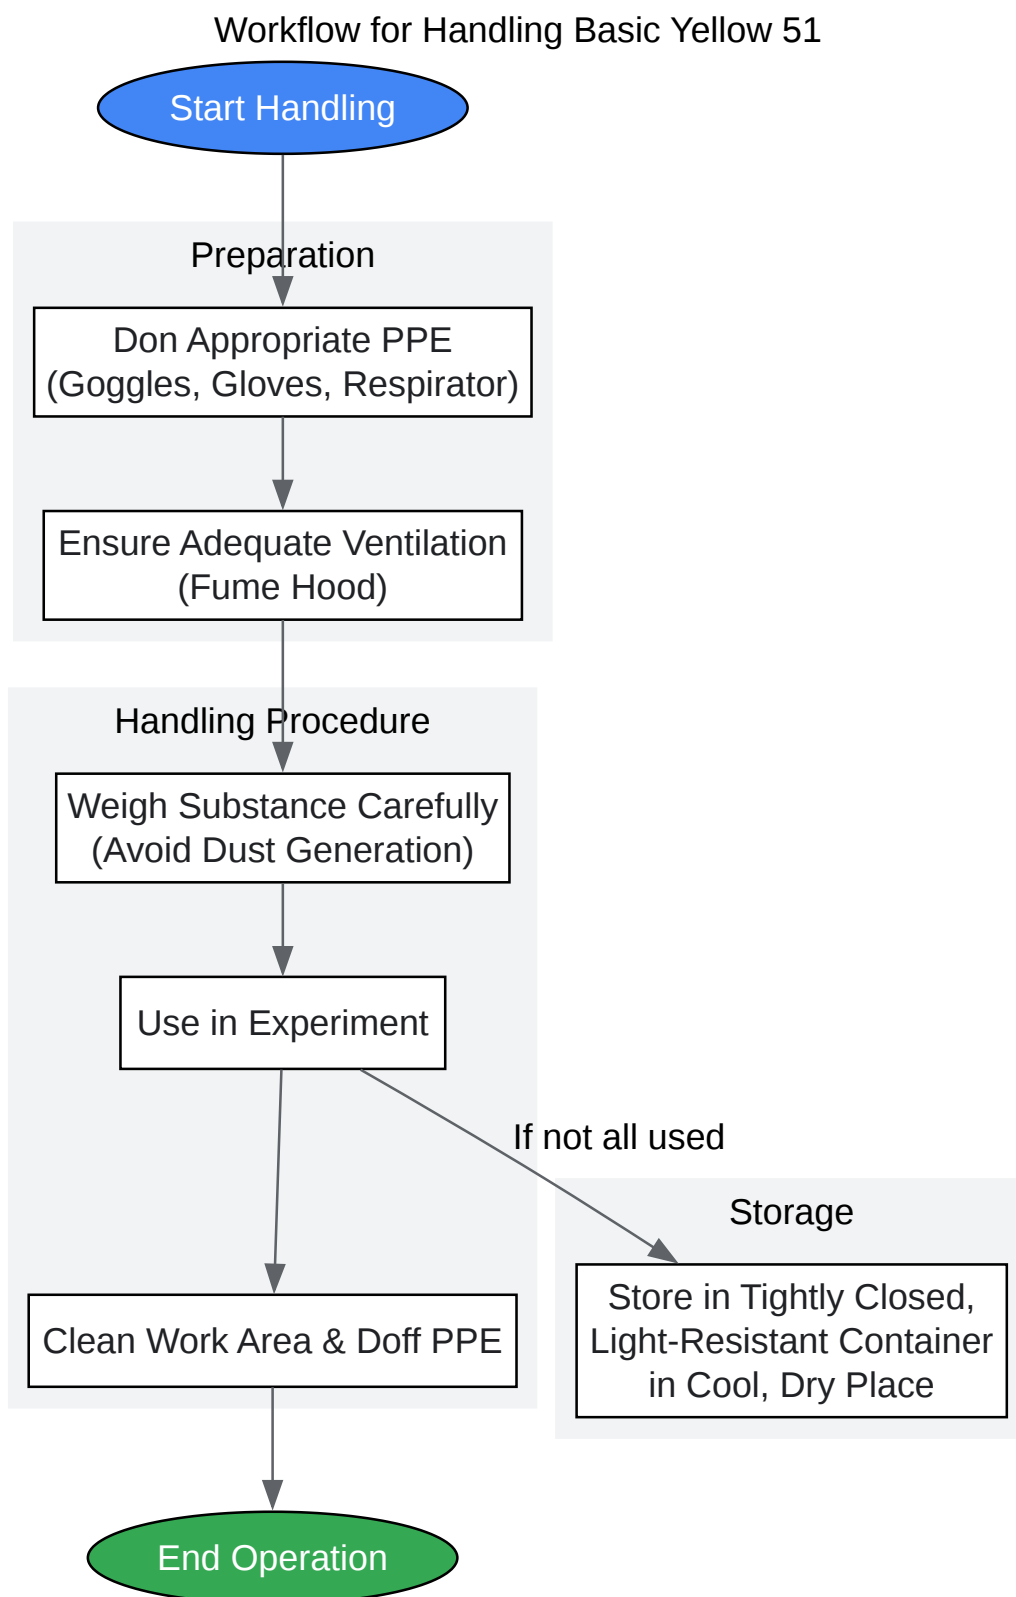 Workflow for Handling Basic Yellow 51
Start Handling
Preparation
Don Appropriate PPE
(Goggles, Gloves, Respirator)
Ensure Adequate Ventilation
(Fume Hood)
Handling Procedure
Weigh Substance Carefully
(Avoid Dust Generation)
Use in Experiment
If not all used
Storage
Store in Tightly Closed,
Light-Resistant Container
in Cool, Dry Place
Clean Work Area & Doff PPE
End Operation